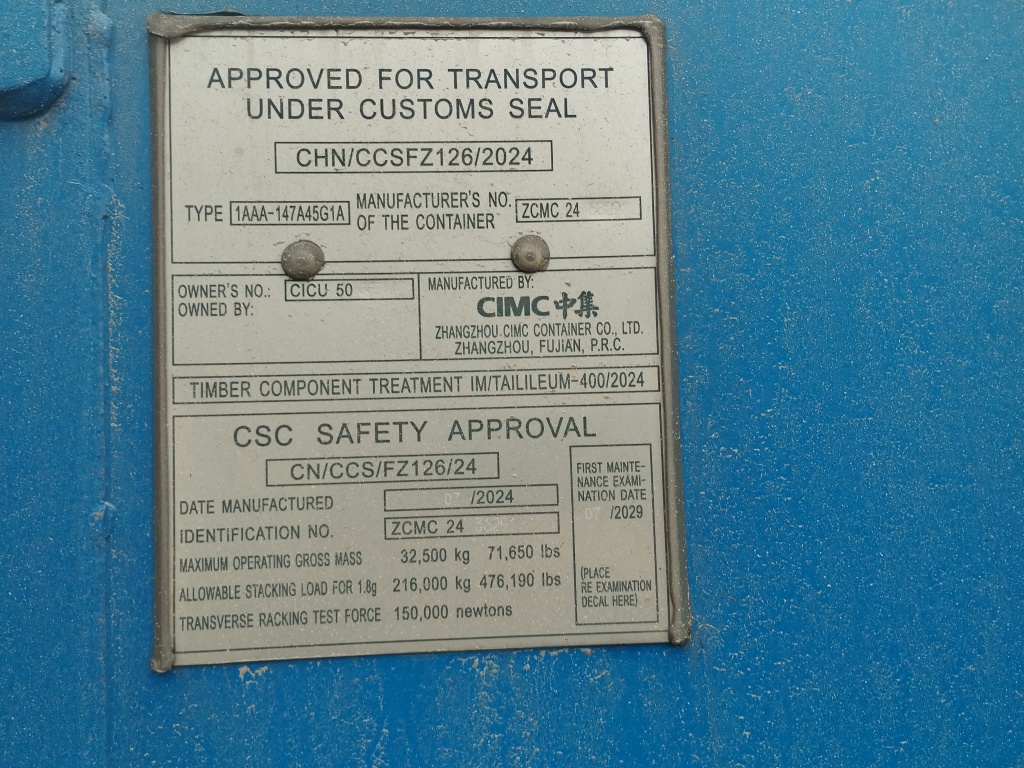 APPROVED FOR TRANSPORT
UNDER CUSTOMS SEAL
CHN/CCSFZ126/2024
TYPE 1AAA-147A45G1A MANUFACTURER'S NO. OF THE CONTAINER ZCMC 24
OWNER'S NO.: CICU 50
OWNED BY:
MANUFACTURED BY:
CIMC 中集
ZHANGZHOU CIMC CONTAINER CO., LTD.
ZHANGZHOU, FUJIAN, P.R.C.
TIMBER COMPONENT TREATMENT IM/TAILILEUM-400/2024
CSC SAFETY APPROVAL
CN/CCS/FZ126/24
DATE MANUFACTURED 07 /2024
IDENTIFICATION NO. ZCMC 24
MAXIMUM OPERATING GROSS MASS 32,500 kg 71,650 lbs
ALLOWABLE STACKING LOAD FOR 1.8g 216,000 kg 476,190 lbs
TRANSVERSE RACKING TEST FORCE 150,000 newtons
FIRST MAINTE-
NANCE EXAMI-
NATION DATE
07 /2029
(PLACE
RE EXAMINATION
DECAL HERE)